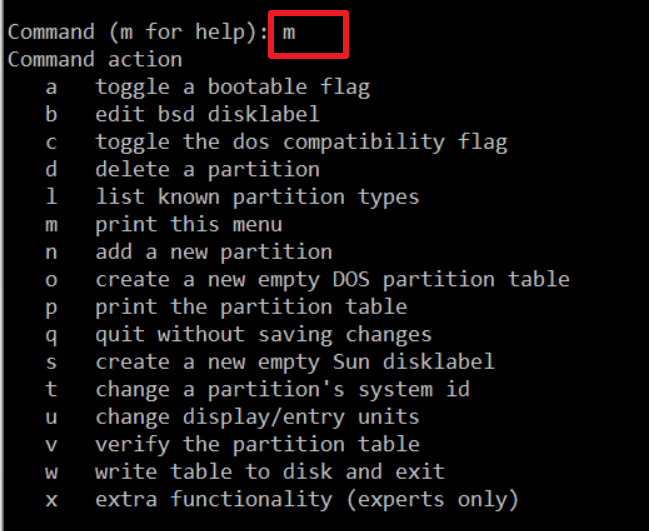 Command (m for help): m
Command action
a   toggle a bootable flag
b   edit bsd disklabel
c   toggle the dos compatibility flag
d   delete a partition
l   list known partition types
m   print this menu
n   add a new partition
o   create a new empty DOS partition table
p   print the partition table
q   quit without saving changes
s   create a new empty Sun disklabel
t   change a partition's system id
u   change display/entry units
v   verify the partition table
w   write table to disk and exit
x   extra functionality (experts only)